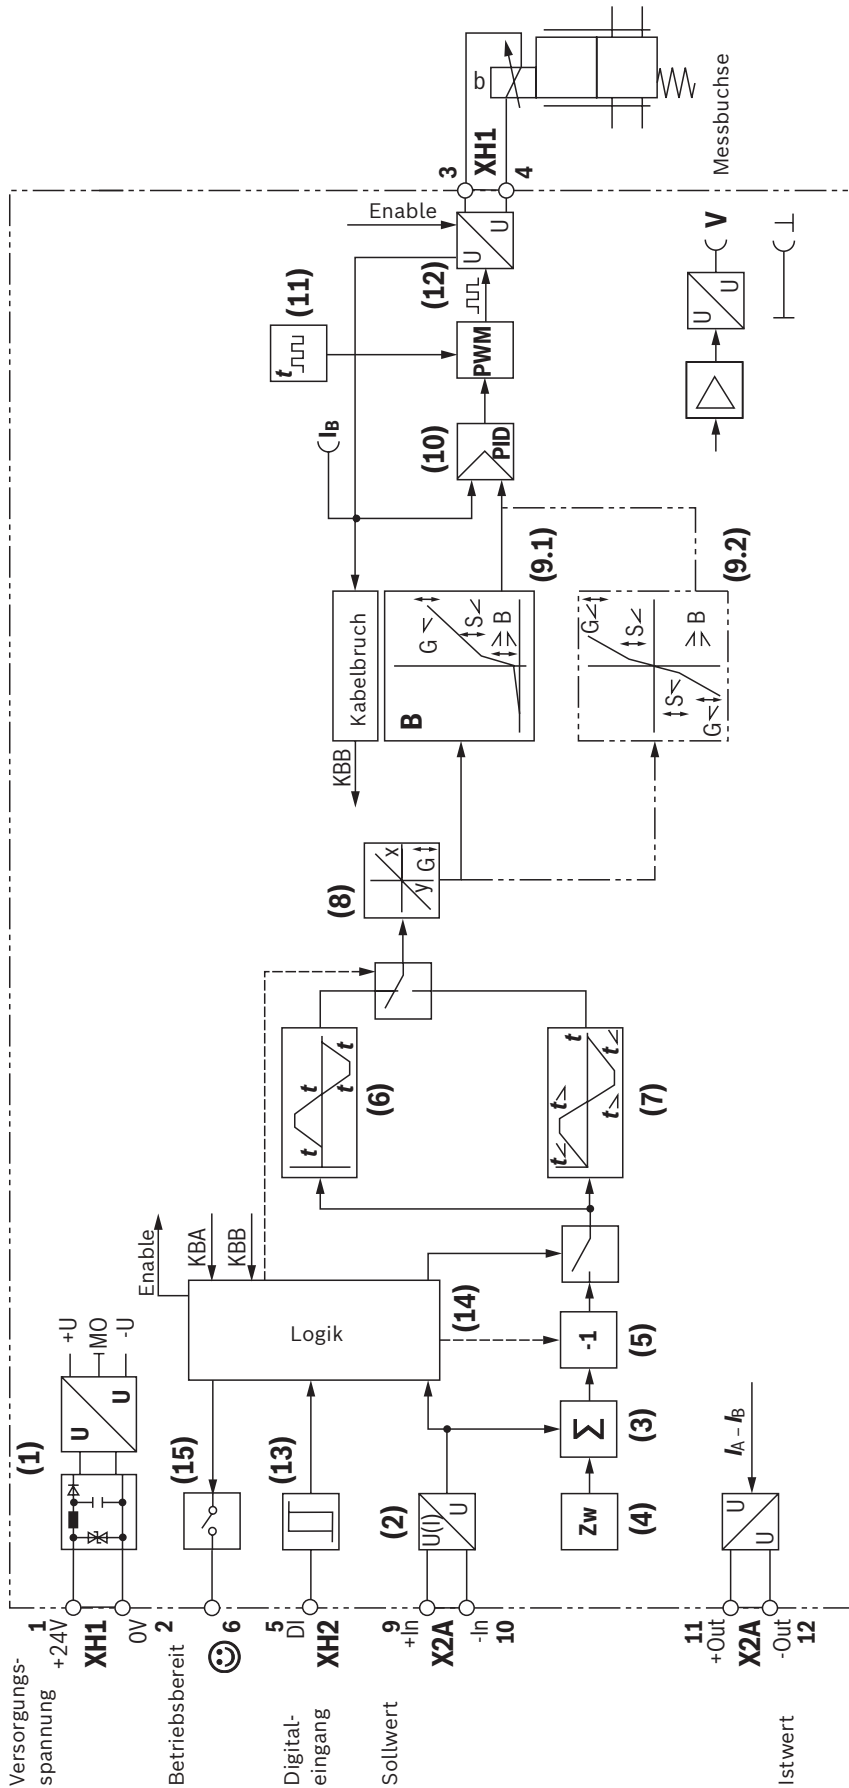 Versorgungs-
spannung
1
+24V
XH1
0V
2
(1)
U
U
+U
MO
-U
Betriebsbereit
6
(15)
Enable
Digital-
eingang
5
DI
XH2
(13)
Logik
KBA
KBB
(14)
Sollwert
9
+In
X2A
-In
10
(2)
U(I)
U
Zw
(4)
Σ
(3)
-1
(5)
t
t
t
t
(6)
t
t
t
t
(7)
(8)
x
y
G
KBB
Kabelbruch
B
G
S
B
(9.1)
G
S
S
G
B
(9.2)
IB
(10)
PID
t
(11)
PWM
(12)
Enable
U
U
3
XH1
4
b
Istwert
11
+Out
X2A
-Out
12
U
U
IA – IB
U
U
V
Messbuchse